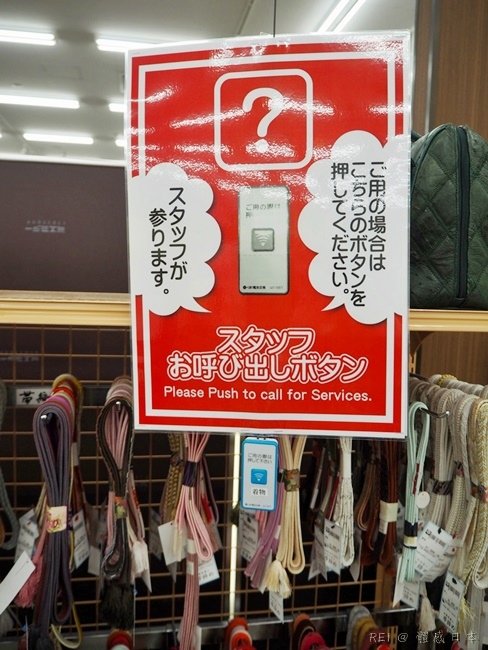 ?
ご用の場合は
こちらのボタンを
押してください。
スタッフが
参ります。
スタッフ
お呼び出しボタン
Please Push to call for Services.
着物
REI @ 體感日本